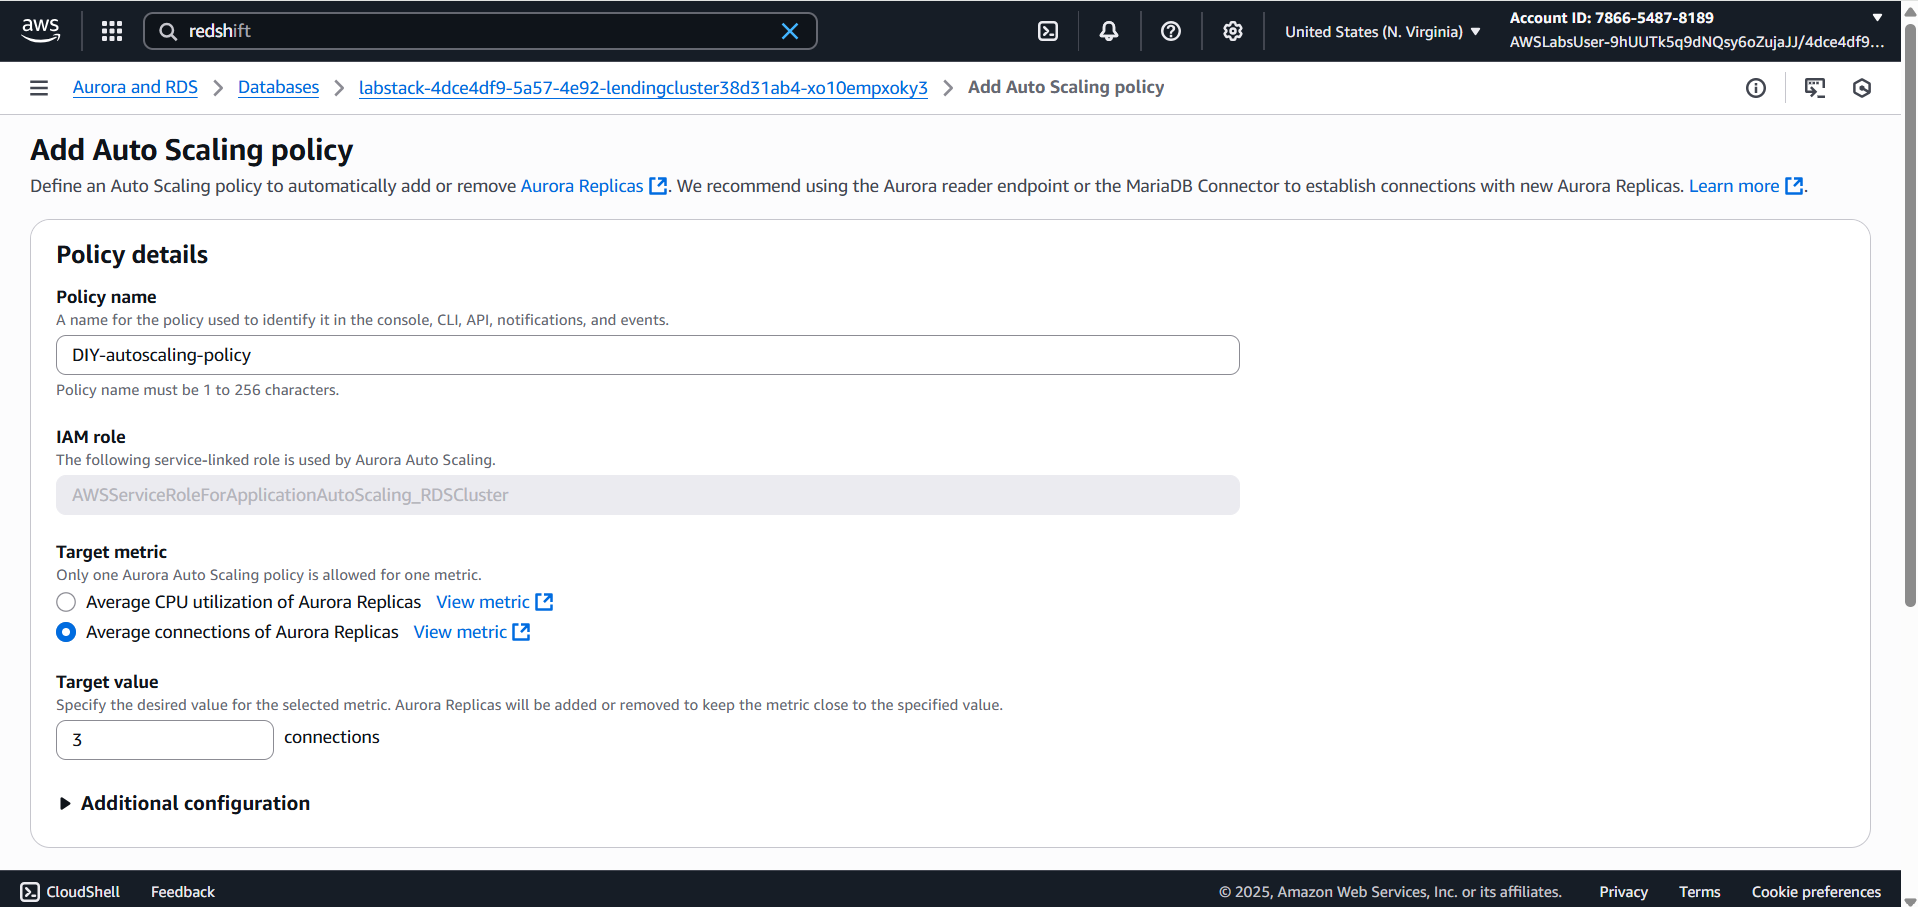 aws
redshift
United States (N. Virginia)
Account ID: 7866-5487-8189
AWSLabsUser-9hUUTk5q9dNQsy6oZujaJJ/4dce4df9...
Aurora and RDS > Databases > labstack-4dce4df9-5a57-4e92-lendingcluster38d31ab4-xo10empxoky3 > Add Auto Scaling policy
Add Auto Scaling policy
Define an Auto Scaling policy to automatically add or remove Aurora Replicas. We recommend using the Aurora reader endpoint or the MariaDB Connector to establish connections with new Aurora Replicas. Learn more.
Policy details
Policy name
A name for the policy used to identify it in the console, CLI, API, notifications, and events.
DIY-autoscaling-policy
Policy name must be 1 to 256 characters.
IAM role
The following service-linked role is used by Aurora Auto Scaling.
AWSServiceRoleForApplicationAutoScaling_RDSCluster
Target metric
Only one Aurora Auto Scaling policy is allowed for one metric.
Average CPU utilization of Aurora Replicas View metric
Average connections of Aurora Replicas View metric
Target value
Specify the desired value for the selected metric. Aurora Replicas will be added or removed to keep the metric close to the specified value.
3 connections
Additional configuration
CloudShell Feedback © 2025, Amazon Web Services, Inc. or its affiliates. Privacy Terms Cookie preferences